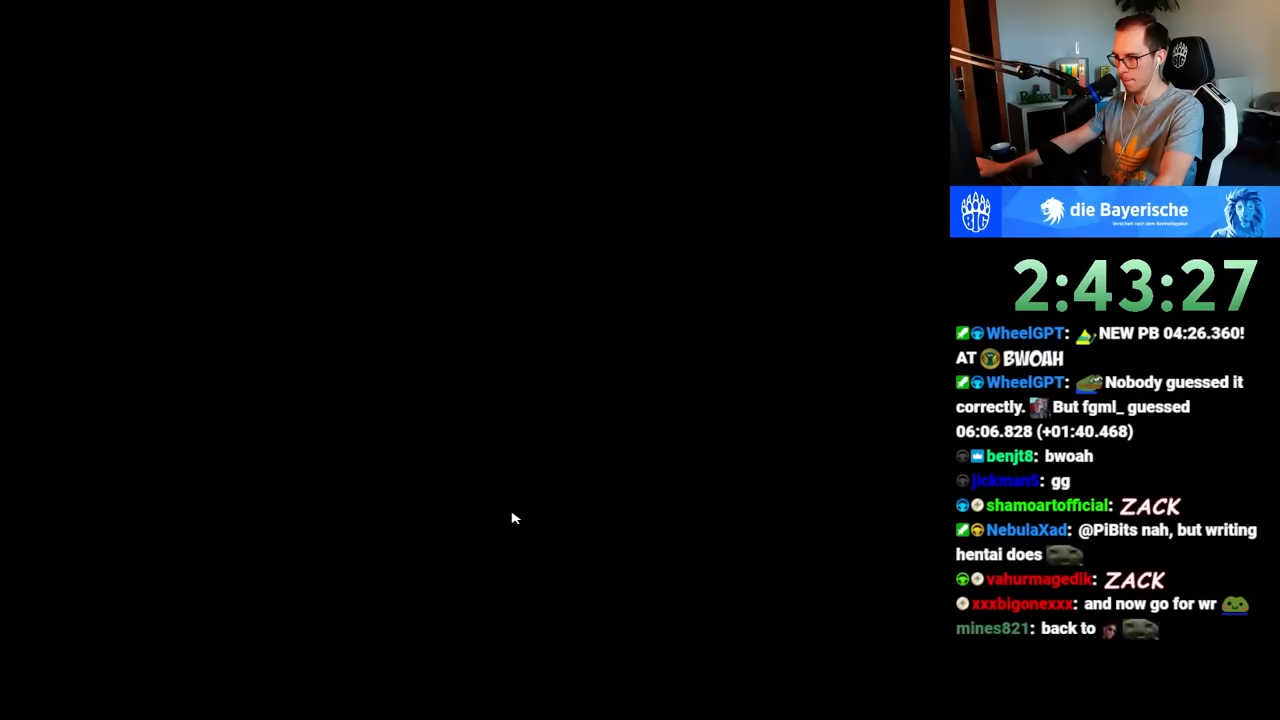 BIG
die Bayerische
2:43:27
WheelGPT: NEW PB 04:26.360!
AT BWOAH
WheelGPT: Nobody guessed it
correctly. But fgml_ guessed
06:06.828 (+01:40.468)
benjt8: bwoah
jickman5: gg
shamoartofficial: ZACK
NebulaXad: @PiBits nah, but writing
hentai does
vahurmagedik: ZACK
xxxbigonexxx: and now go for wr
mines821: back to